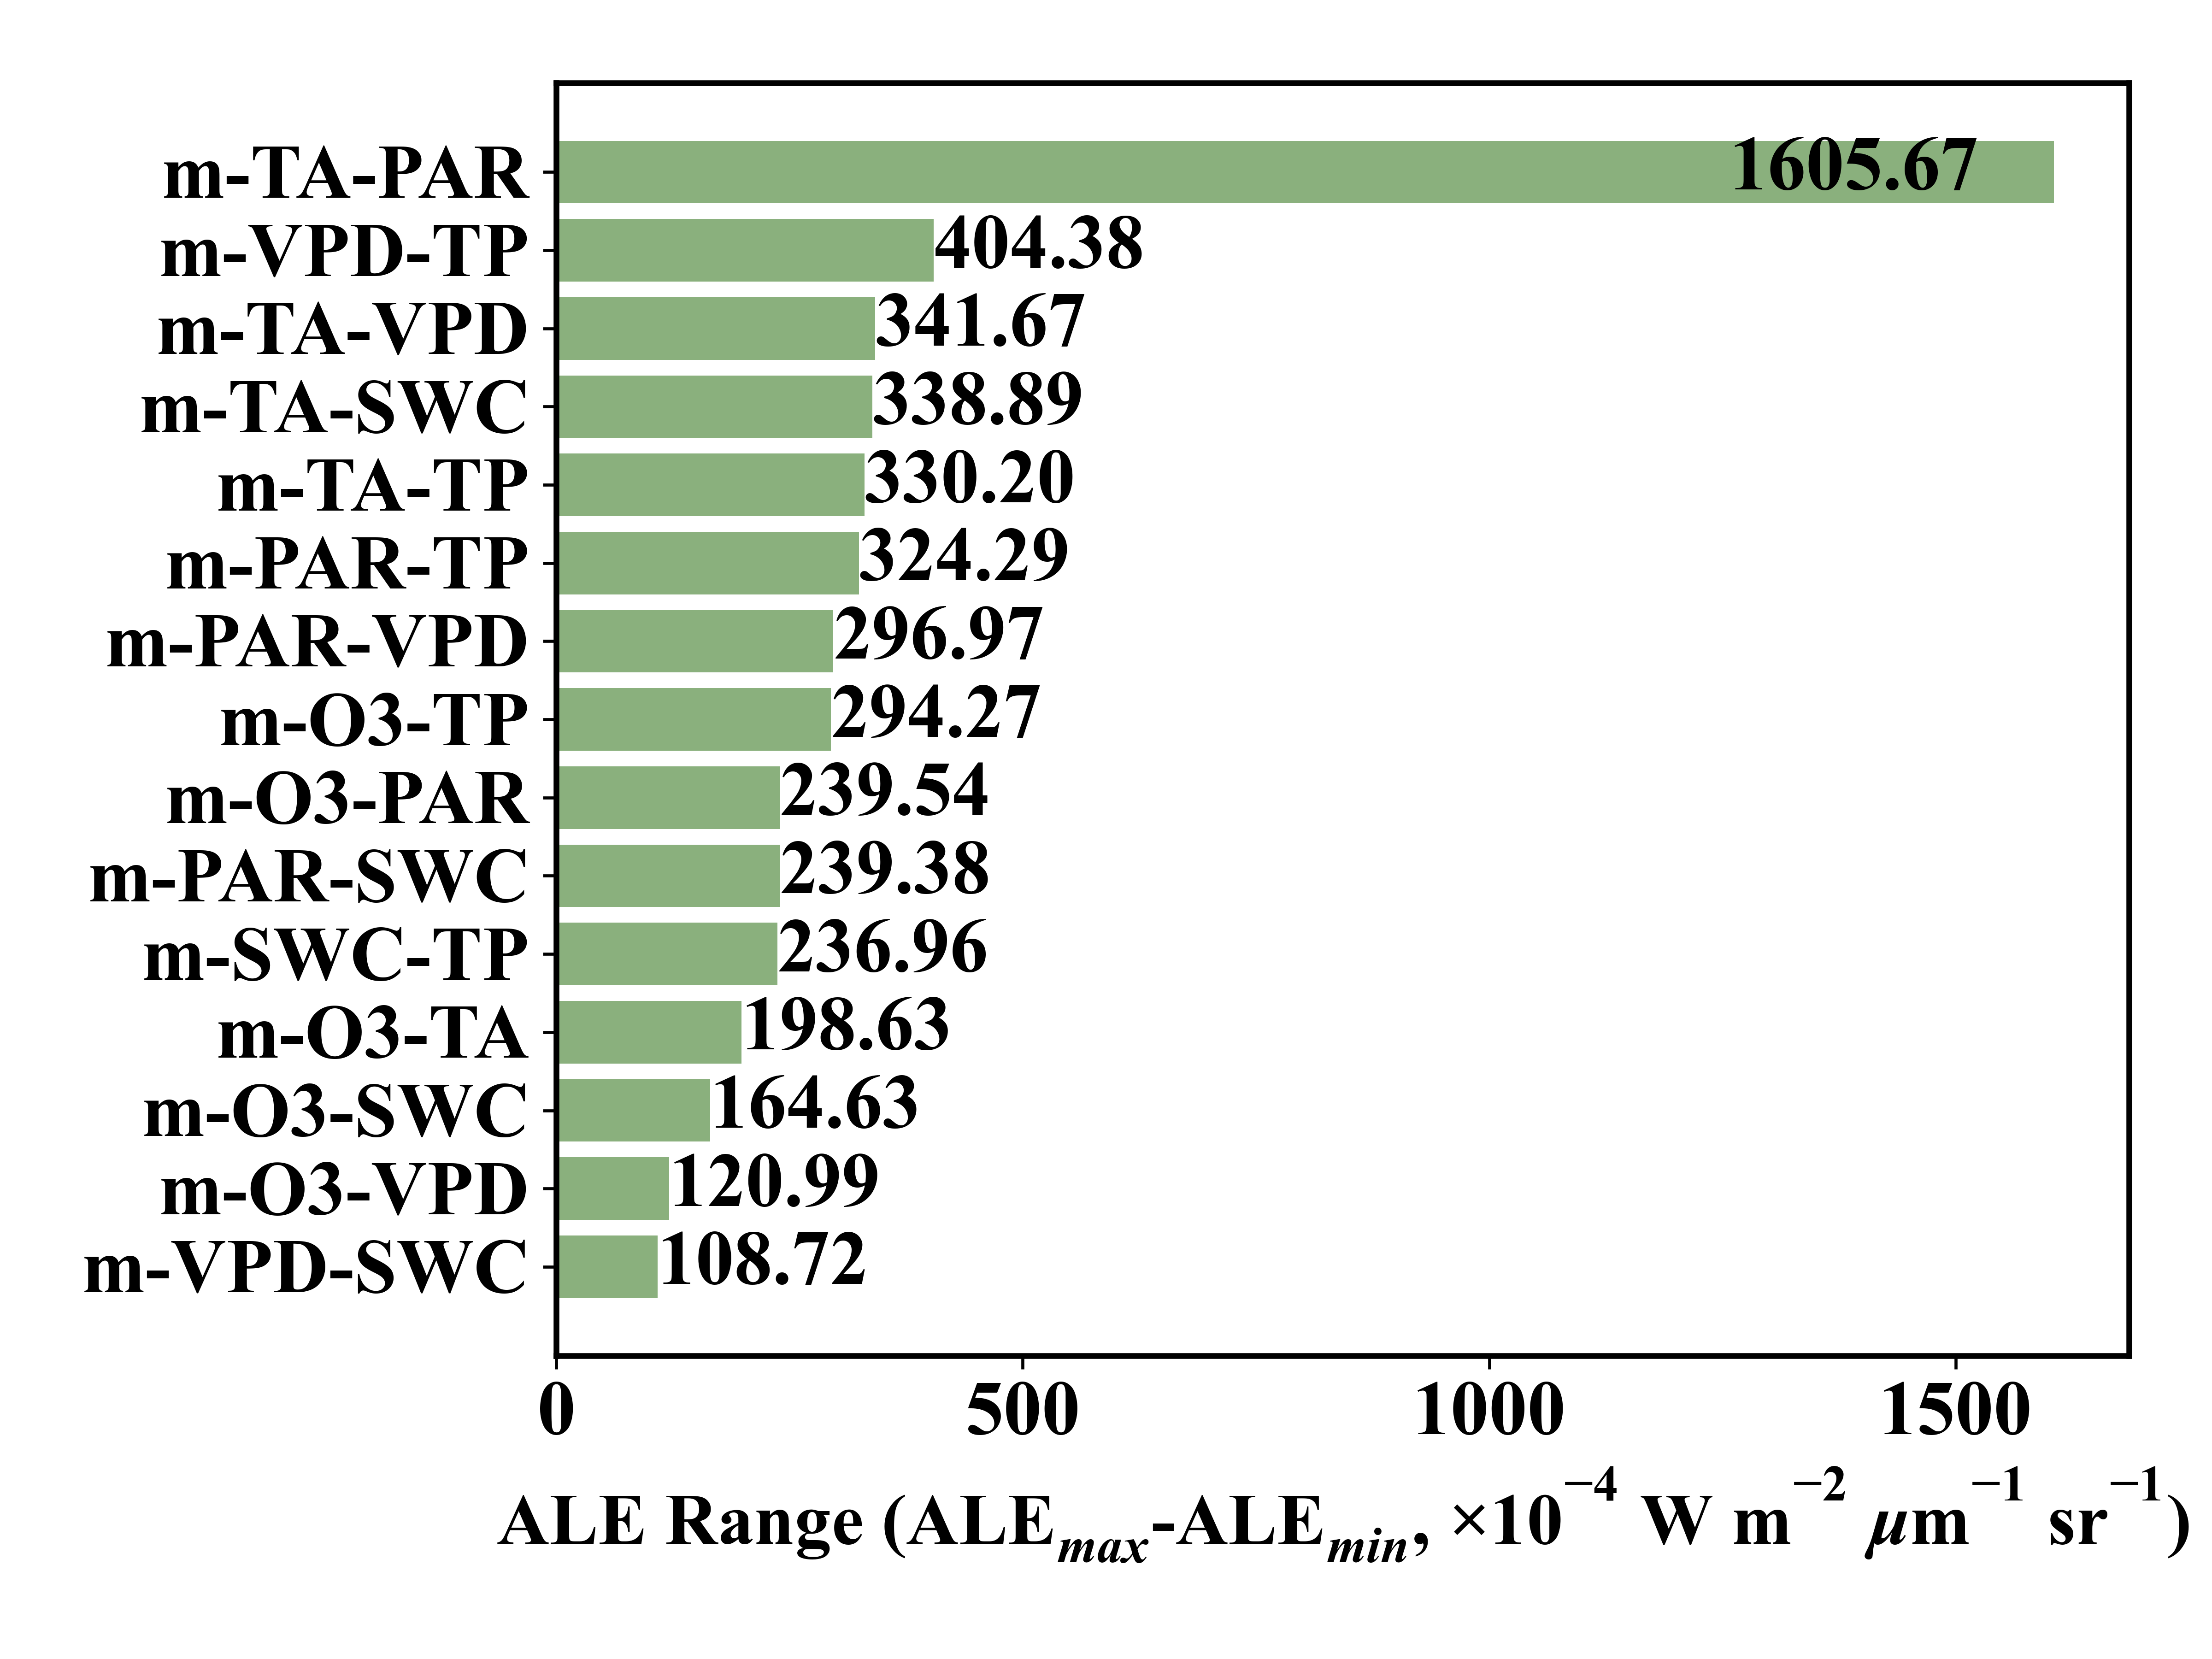 m-TA-PAR 1605.67
m-VPD-TP 404.38
m-TA-VPD 341.67
m-TA-SWC 338.89
m-TA-TP 330.20
m-PAR-TP 324.29
m-PAR-VPD 296.97
m-O3-TP 294.27
m-O3-PAR 239.54
m-PAR-SWC 239.38
m-SWC-TP 236.96
m-O3-TA 198.63
m-O3-SWC 164.63
m-O3-VPD 120.99
m-VPD-SWC 108.72
0 500 1000 1500
ALE Range (ALE_max-ALE_min, ×10⁻⁴ W m⁻² μm⁻¹ sr⁻¹)